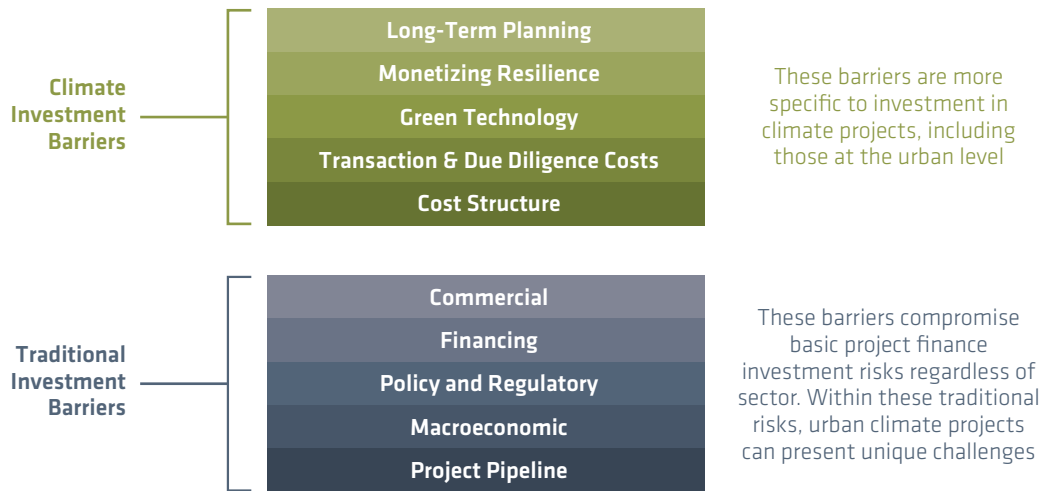 Climate
Investment
Barriers
Long-Term Planning
Monetizing Resilience
Green Technology
Transaction & Due Diligence Costs
Cost Structure
These barriers are more
specific to investment in
climate projects, including
those at the urban level
Traditional
Investment
Barriers
Commercial
Financing
Policy and Regulatory
Macroeconomic
Project Pipeline
These barriers compromise
basic project finance
investment risks regardless of
sector. Within these traditional
risks, urban climate projects
can present unique challenges